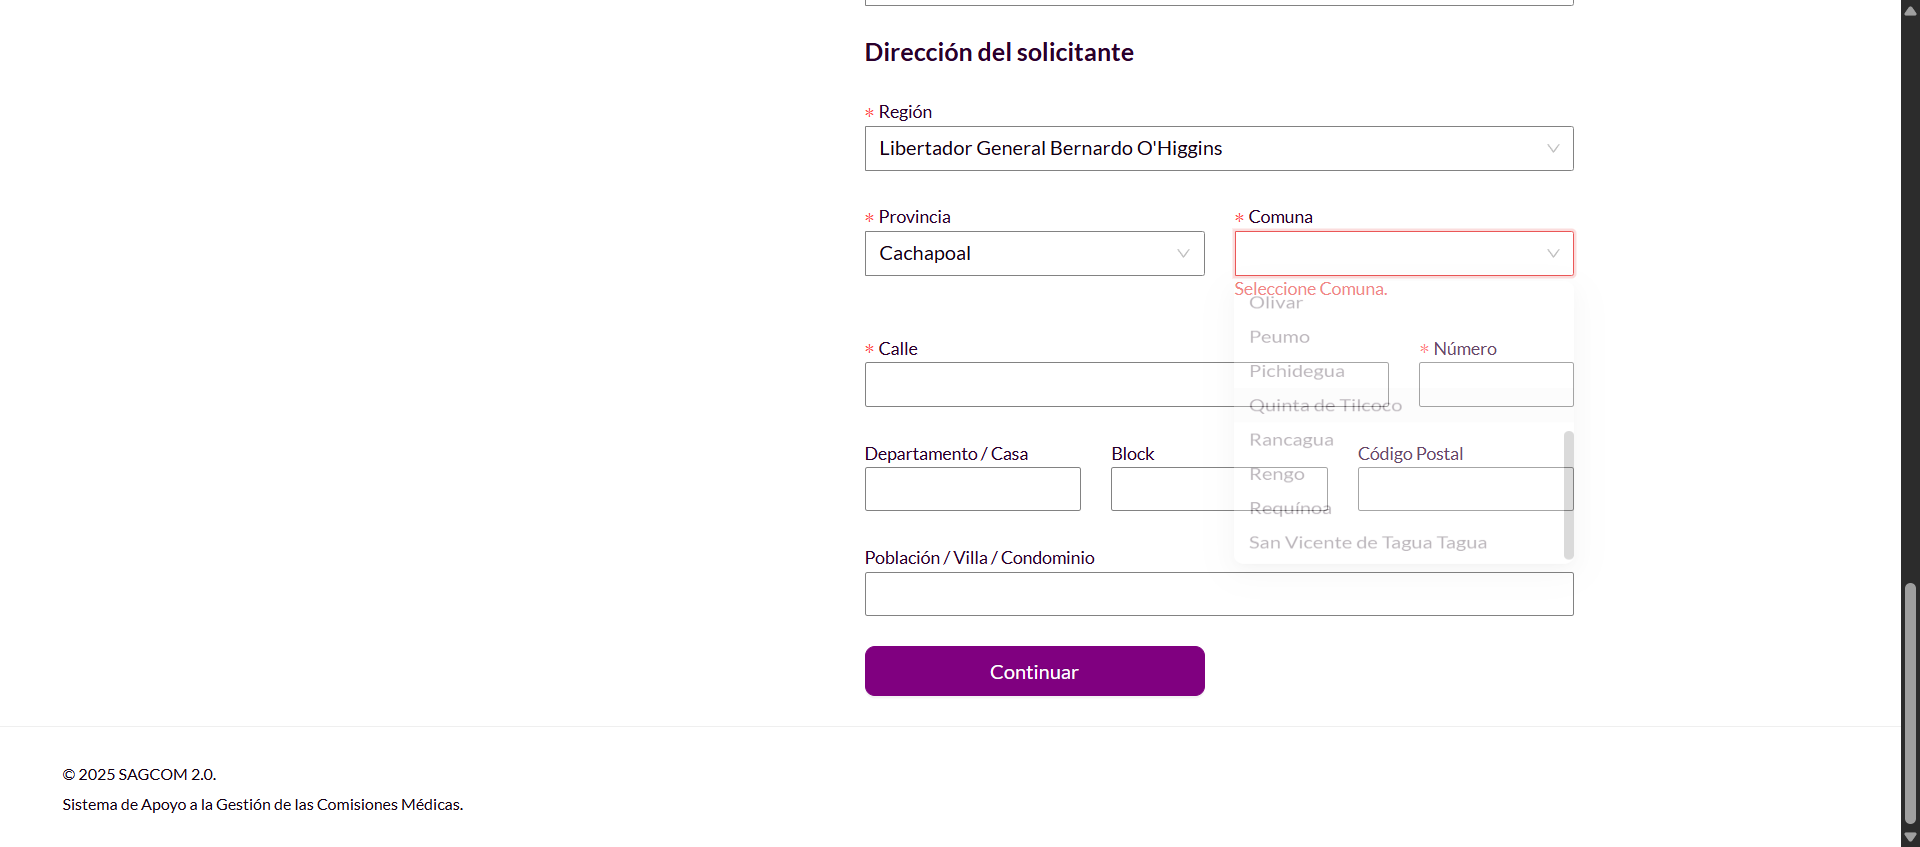 Dirección del solicitante
* Región
Libertador General Bernardo O'Higgins
* Provincia
* Comuna
Cachapoal
Seleccione Comuna.
Olivar
Peumo
* Calle
* Número
Pichidegua
Quinta de Tilcoco
Rancagua
Departamento / Casa
Block
Código Postal
Rengo
Requínoa
San Vicente de Tagua Tagua
Población / Villa / Condominio
Continuar
© 2025 SAGCOM 2.0.
Sistema de Apoyo a la Gestión de las Comisiones Médicas.